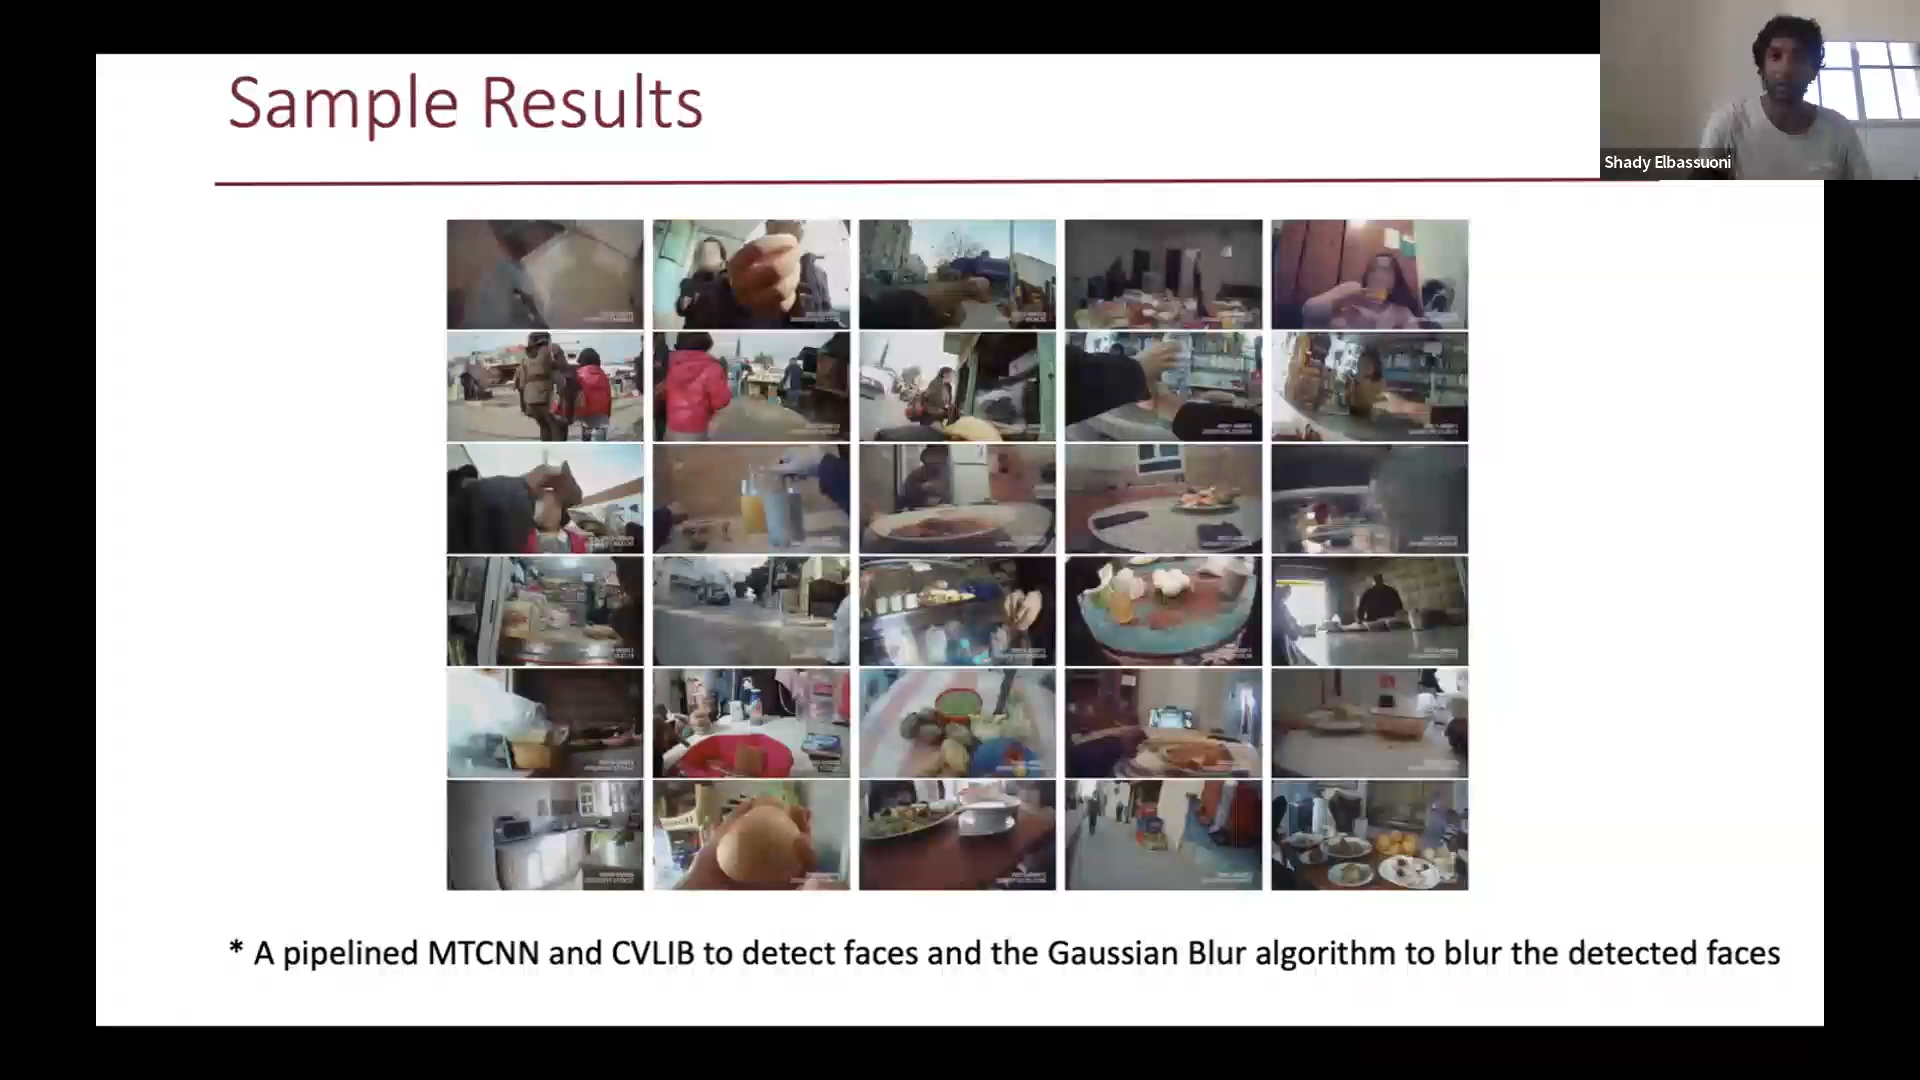 Sample Results
Shady Elbassuoni
* A pipelined MTCNN and CVLIB to detect faces and the Gaussian Blur algorithm to blur the detected faces